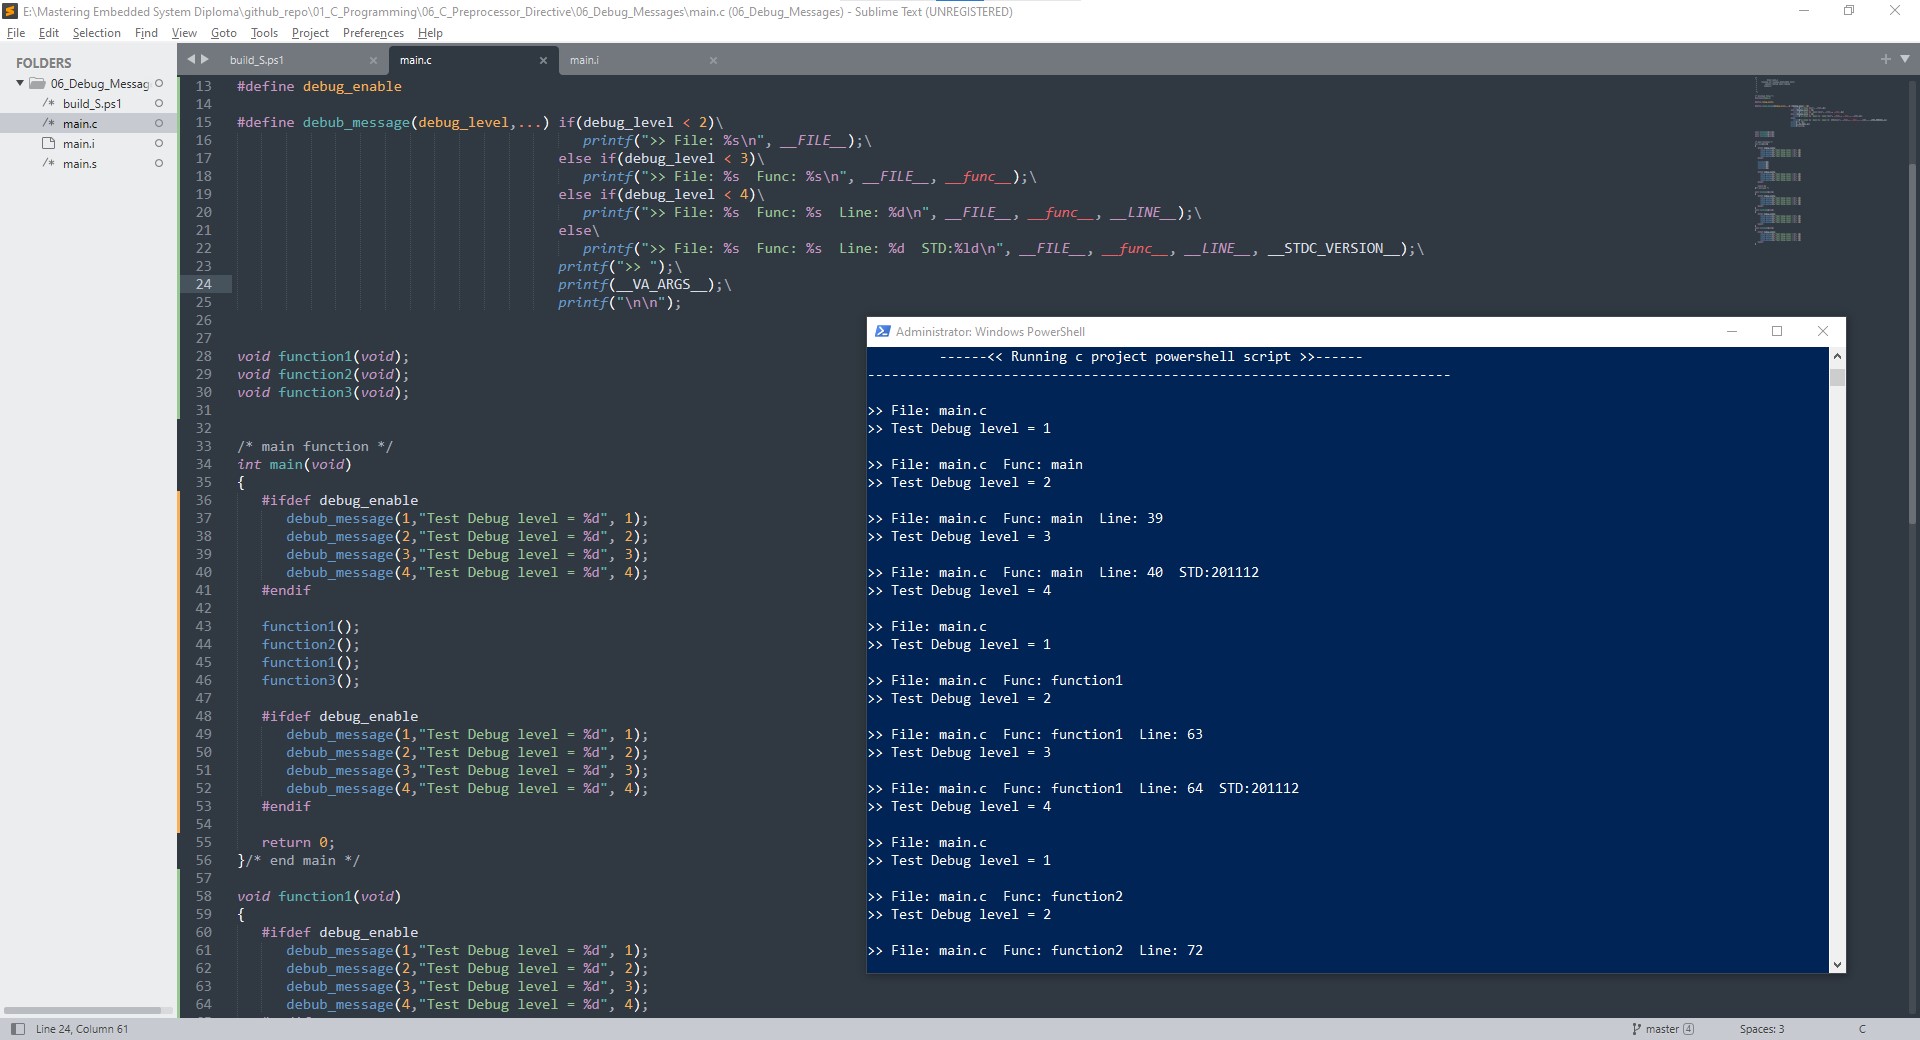 E:\Mastering Embedded System Diploma\github_repo\01_C_Programming\06_C_Preprocessor_Directive\06_Debug_Messages\main.c (06_Debug_Messages) - Sublime Text (UNREGISTERED)
File Edit Selection Find View Goto Tools Project Preferences Help
FOLDERS
06_Debug_Messag
/* build_S.ps1
/* main.c
main.i
/* main.s
build_S.ps1 main.c main.i
13 #define debug_enable
14
15 #define debub_message(debug_level,...) if(debug_level < 2)\
16 printf(">> File: %s\n", __FILE__);\
17 else if(debug_level < 3)\
18 printf(">> File: %s  Func: %s\n", __FILE__, __func__);\
19 else if(debug_level < 4)\
20 printf(">> File: %s  Func: %s  Line: %d\n", __FILE__, __func__, __LINE__);\
21 else\
22 printf(">> File: %s  Func: %s  Line: %d  STD:%ld\n", __FILE__, __func__, __LINE__, __STDC_VERSION__);\
23 printf(">> ");\
24 printf(__VA_ARGS__);\
25 printf("\n\n");
26
27
28 void function1(void);
29 void function2(void);
30 void function3(void);
31
32
33 /* main function */
34 int main(void)
35 {
36 #ifdef debug_enable
37 debub_message(1,"Test Debug level = %d", 1);
38 debub_message(2,"Test Debug level = %d", 2);
39 debub_message(3,"Test Debug level = %d", 3);
40 debub_message(4,"Test Debug level = %d", 4);
41 #endif
42
43 function1();
44 function2();
45 function1();
46 function3();
47
48 #ifdef debug_enable
49 debub_message(1,"Test Debug level = %d", 1);
50 debub_message(2,"Test Debug level = %d", 2);
51 debub_message(3,"Test Debug level = %d", 3);
52 debub_message(4,"Test Debug level = %d", 4);
53 #endif
54
55 return 0;
56 }/* end main */
57
58 void function1(void)
59 {
60 #ifdef debug_enable
61 debub_message(1,"Test Debug level = %d", 1);
62 debub_message(2,"Test Debug level = %d", 2);
63 debub_message(3,"Test Debug level = %d", 3);
64 debub_message(4,"Test Debug level = %d", 4);
Administrator: Windows PowerShell
------<< Running c project powershell script >>------
-------------------------------------------------------------------------
>> File: main.c
>> Test Debug level = 1
>> File: main.c  Func: main
>> Test Debug level = 2
>> File: main.c  Func: main  Line: 39
>> Test Debug level = 3
>> File: main.c  Func: main  Line: 40  STD:201112
>> Test Debug level = 4
>> File: main.c
>> Test Debug level = 1
>> File: main.c  Func: function1
>> Test Debug level = 2
>> File: main.c  Func: function1  Line: 63
>> Test Debug level = 3
>> File: main.c  Func: function1  Line: 64  STD:201112
>> Test Debug level = 4
>> File: main.c
>> Test Debug level = 1
>> File: main.c  Func: function2
>> Test Debug level = 2
>> File: main.c  Func: function2  Line: 72
Line 24, Column 61 master 4 Spaces: 3 C